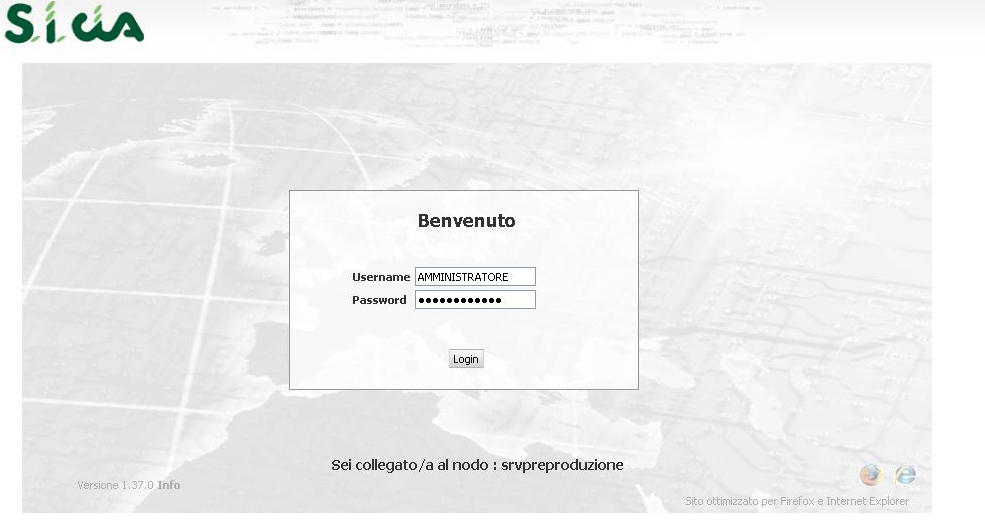 S.I.CIA
Benvenuto
Username AMMINISTRATORE
Password ●●●●●●●●●●●●
Login
Sei collegato/a al nodo : srvpreproduzione
Versione 1.37.0 Info
Sito ottimizzato per Firefox e Internet Explorer